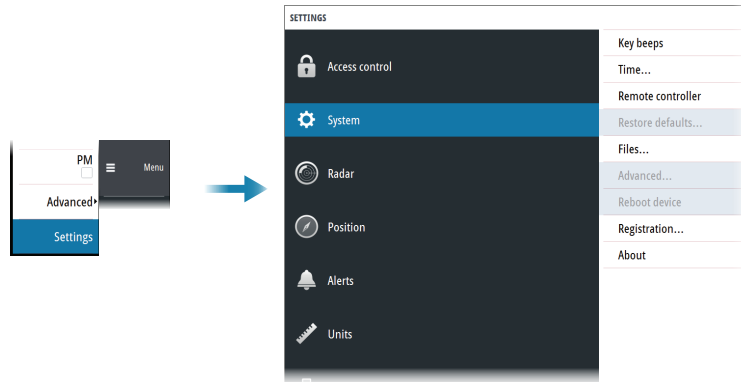 PM
Menu
Advanced
Settings
SETTINGS
Access control
System
Radar
Position
Alerts
Units
Key beeps
Time...
Remote controller
Restore defaults...
Files...
Advanced...
Reboot device
Registration...
About